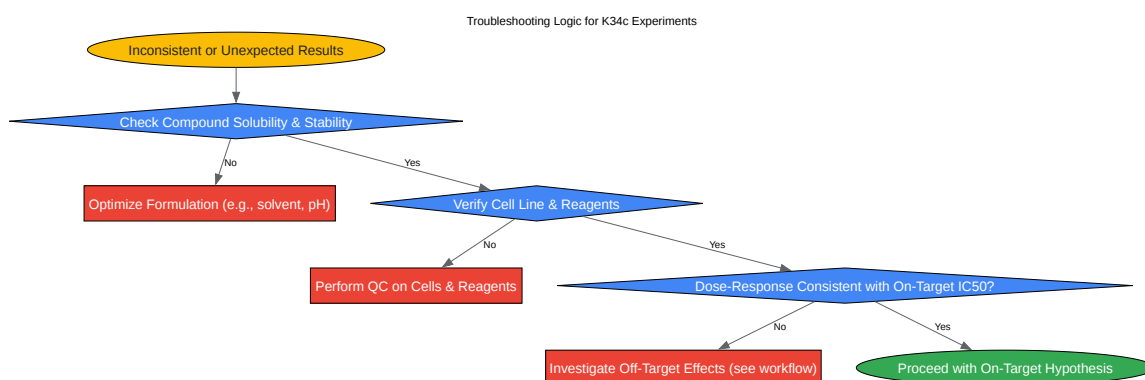 Troubleshooting Logic for K34c Experiments
Inconsistent or Unexpected Results
Check Compound Solubility & Stability
No
Yes
Optimize Formulation (e.g., solvent, pH)
Verify Cell Line & Reagents
No
Yes
Perform QC on Cells & Reagents
Dose-Response Consistent with On-Target IC50?
No
Yes
Investigate Off-Target Effects (see workflow)
Proceed with On-Target Hypothesis